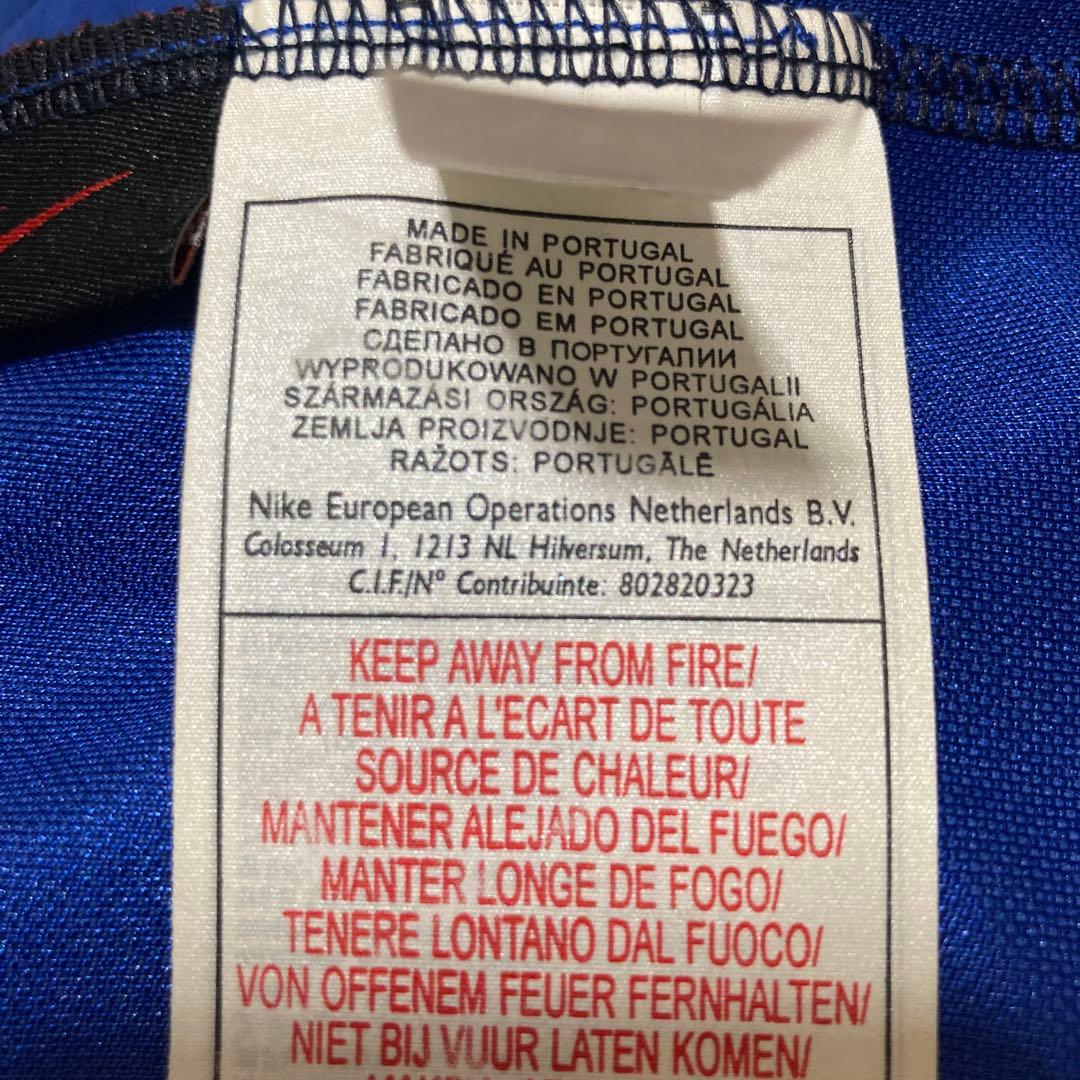 MADE IN PORTUGAL
FABRIQUÉ AU PORTUGAL
FABRICADO EN PORTUGAL
FABRICADO EM PORTUGAL
СДЕЛАНО В ПОРТУГАЛИИ
WYPRODUKOWANO W PORTUGALII
SZÁRMAZÁSI ORSZÁG: PORTUGÁLIA
ZEMLJA PROIZVODNJE: PORTUGAL
RAŽOTS: PORTUGĀLĒ
Nike European Operations Netherlands B.V.
Colosseum 1, 1213 NL Hilversum, The Netherlands
C.I.F./Nº Contribuinte: 802820323
KEEP AWAY FROM FIRE/
A TENIR A L'ECART DE TOUTE
SOURCE DE CHALEUR/
MANTENER ALEJADO DEL FUEGO/
MANTER LONGE DE FOGO/
TENERE LONTANO DAL FUOCO/
VON OFFENEM FEUER FERNHALTEN/
NIET BIJ VUUR LATEN KOMEN/